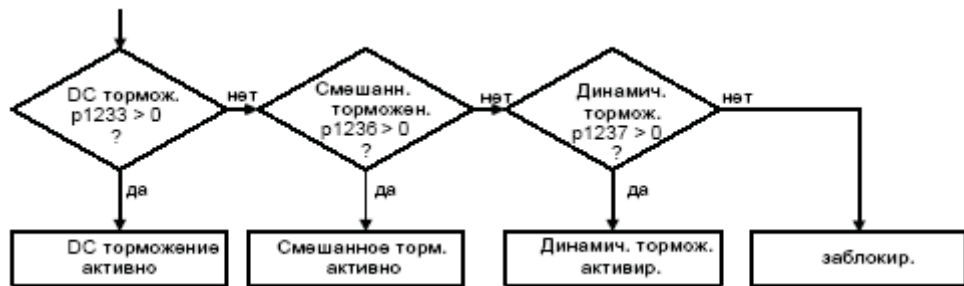 DC тормож.
p1233 > 0
?
нет
Смешанн.
торможен.
p1236 > 0
?
нет
Динамич.
тормож.
p1237 > 0
?
нет
да
да
да
DC торможение
активно
Смешанное торм.
активно
Динамич. тормож.
активир.
заблокир.